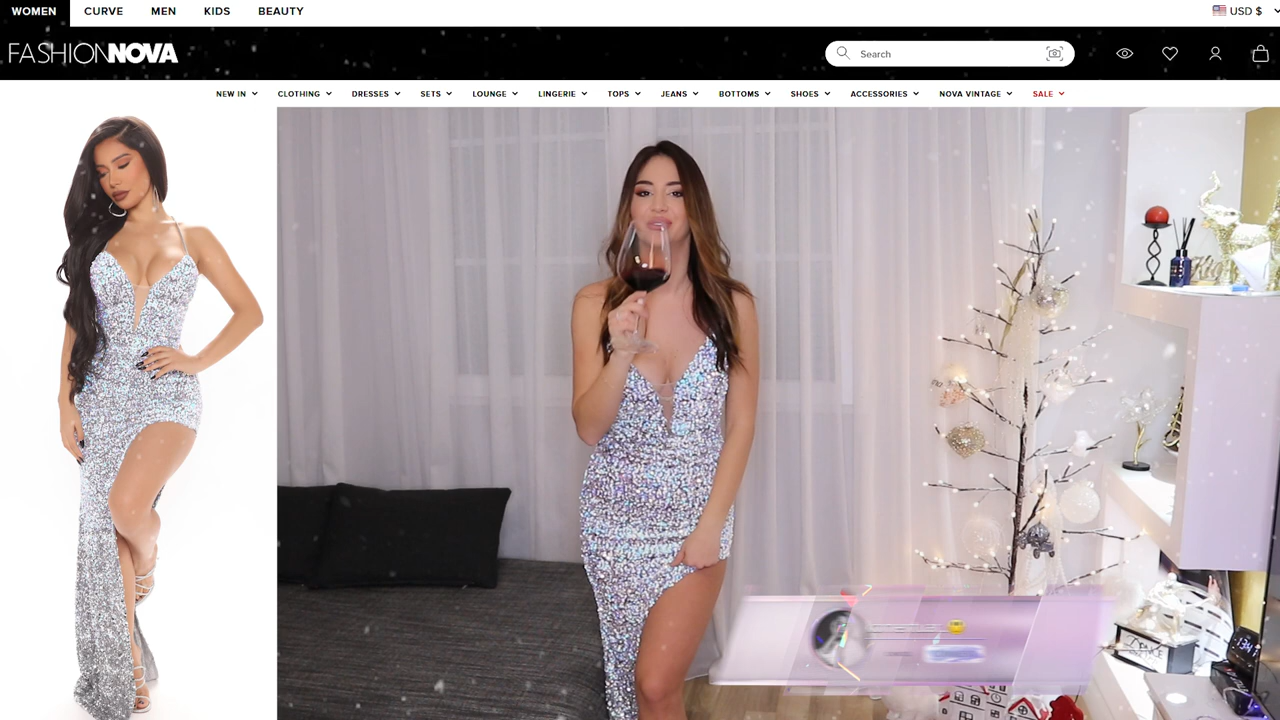 WOMEN CURVE MEN KIDS BEAUTY USD $
FASHIONNOVA Search
NEW IN CLOTHING DRESSES SETS LOUNGE LINGERIE TOPS JEANS BOTTOMS SHOES ACCESSORIES NOVA VINTAGE SALE